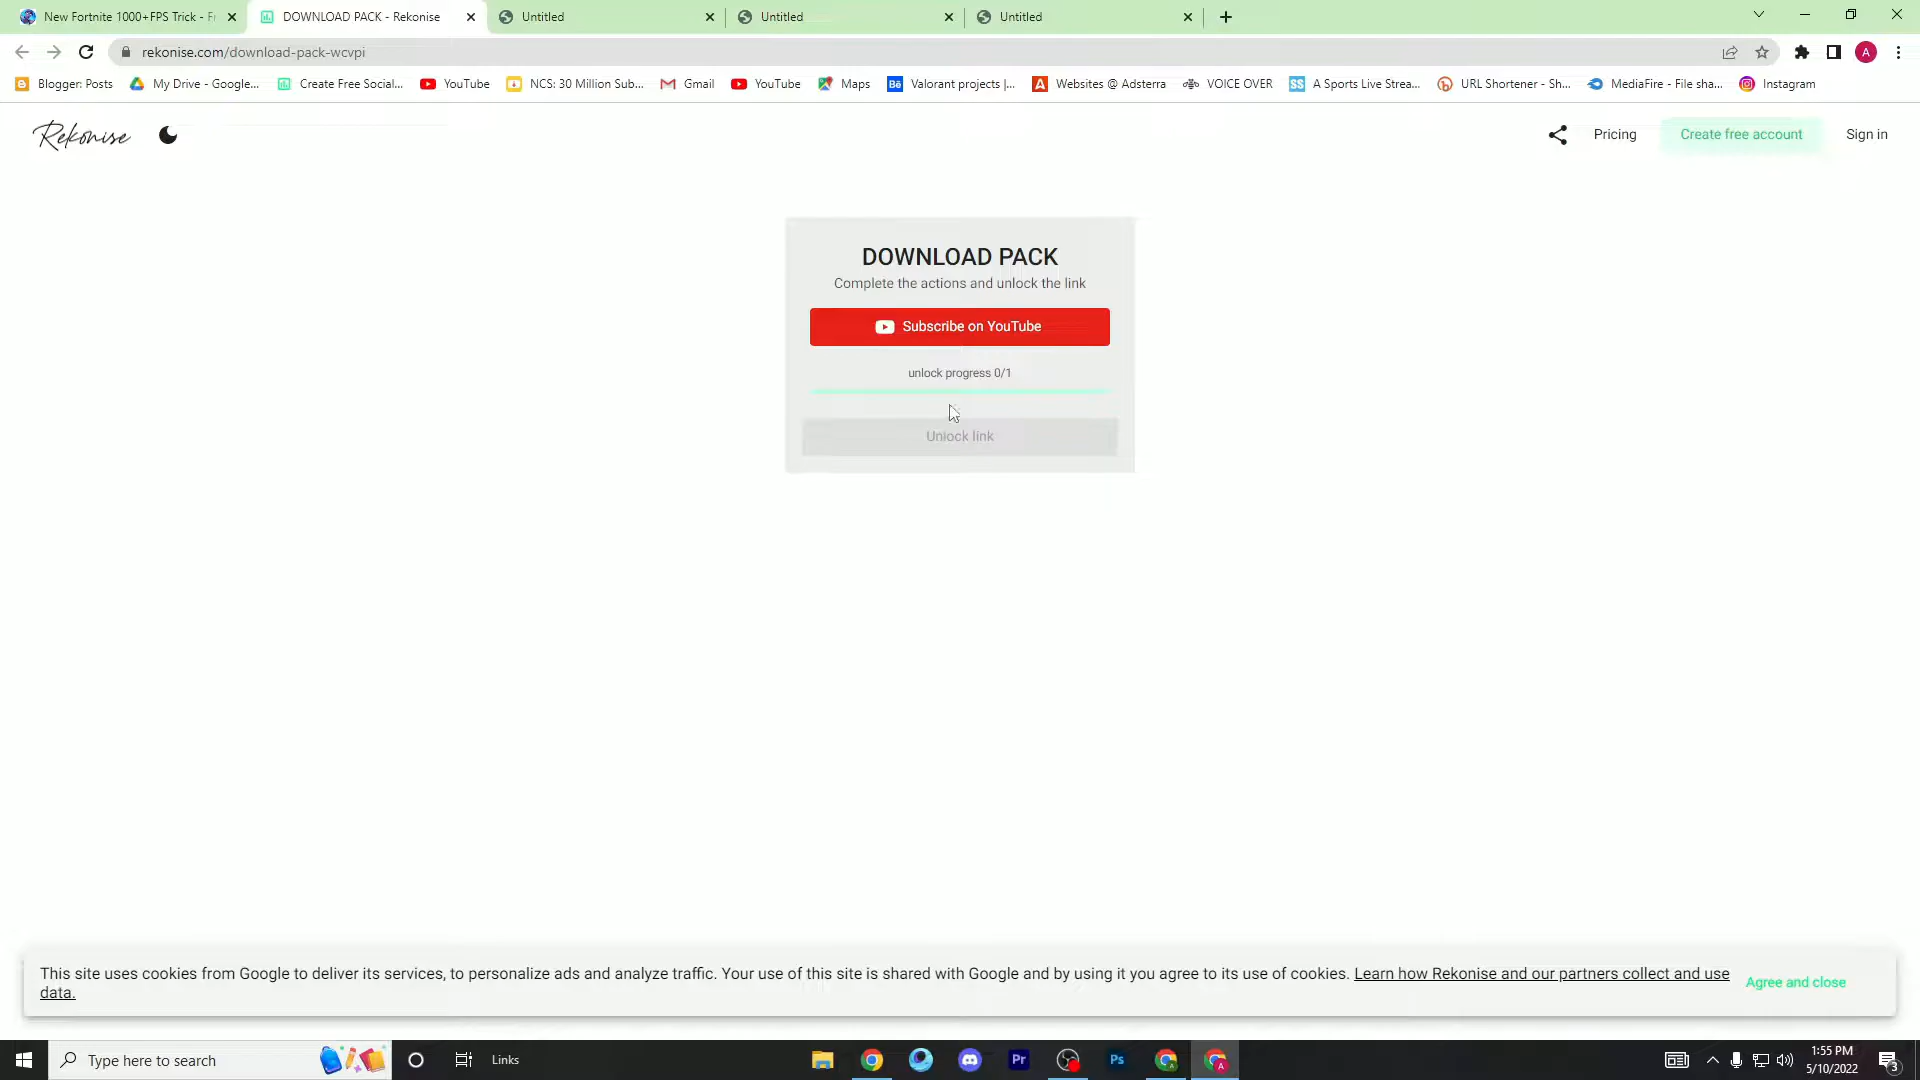 New Fortnite 1000+FPS Trick - Fr
DOWNLOAD PACK - Rekonise
Untitled
Untitled
Untitled
rekonise.com/download-pack-wcvpi
A
Blogger: Posts
My Drive - Google...
Create Free Social...
YouTube
NCS: 30 Million Sub...
Gmail
YouTube
Maps
Bē
Valorant projects |...
A
Websites @ Adsterra
VOICE OVER
SS
A Sports Live Strea...
URL Shortener - Sh...
MediaFire - File sha...
Instagram
Rekonise
Pricing
Create free account
Sign in
DOWNLOAD PACK
Complete the actions and unlock the link
Subscribe on YouTube
unlock progress 0/1
Unlock link
This site uses cookies from Google to deliver its services, to personalize ads and analyze traffic. Your use of this site is shared with Google and by using it you agree to its use of cookies. Learn how Rekonise and our partners collect and use
data.
Agree and close
Type here to search
Links
Pr
Ps
1:55 PM
5/10/2022
3